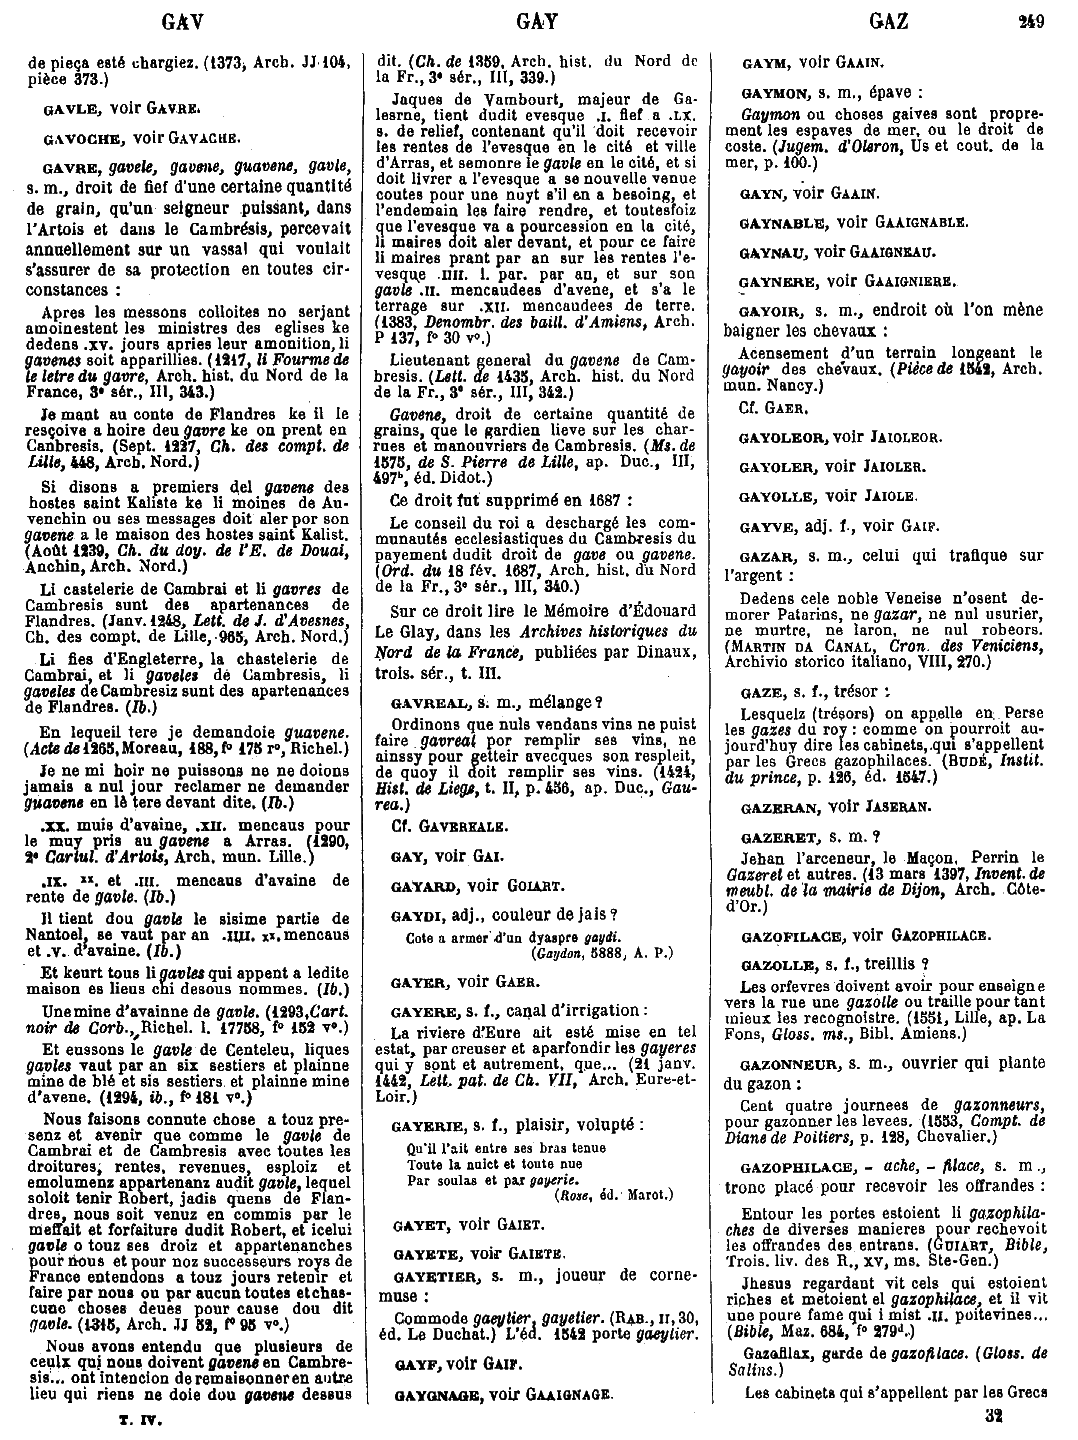 GAV GAY GAZ 249
de pieça esté chargiez. (1373, Arch. JJ 104,
pièce 373.)
GAVLE, voir GAVRE.
GAVOCHE, voir GAVACHE.
GAVRE, gavele, gavene, guavene, gavle,
s. m., droit de fief d'une certaine quantité
de grain, qu'un seigneur puissant, dans
l'Artois et dans le Cambrésis, percevait
annuellement sur un vassal qui voulait
s'assurer de sa protection en toutes cir-
constances :
Apres les messons colloites no serjant
amoinestent les ministres des eglises ke
dedens .xv. jours apries leur amonition, li
gavenes soit apparillies. (1217, li Fourme de
le letre du gavre, Arch. hist. du Nord de la
France, 3e sér., III, 343.)
Je mant au conte de Flandres ke il le
resçoive a hoire deu gavre ke on prent en
Canbresis. (Sept. 1227, Ch. des compt. de
Lille, 448, Arch. Nord.)
Si disons a premiers del gavene des
hostes saint Kaliste ke li moines de Au-
venchin ou ses messages doit aler por son
gavene a le maison des hostes saint Kalist.
(Août 1239, Ch. du doy. de l'E. de Douai,
Anchin, Arch. Nord.)
Li castelerie de Cambrai et li gavres de
Cambresis sunt des apartenances de
Flandres. (Janv. 1248, Lett. de J. d'Avesnes,
Ch. des compt. de Lille, 965, Arch. Nord.)
Li fies d'Engleterre, la chastelerie de
Cambrai, et li gaveles de Cambresis, li
gaveles de Cambresiz sunt des apartenances
de Flandres. (Ib.)
En lequeil tere je demandoie guavene.
(Acte de 1265, Moreau, 188, fo 175 ro, Richel.)
Je ne mi hoir ne puissons ne ne doions
jamais a nul jour reclamer ne demander
guavene en le tere devant dite. (Ib.)
.xx. muis d'avaine, .xii. mencaus pour
le muy pris au gavene a Arras. (1290,
2e Cartul. d'Artois, Arch. mun. Lille.)
.ix. xx. et .iii. mencaus d'avaine de
rente de gavle. (Ib.)
Il tient dou gavle le sisime partie de
Nantoel, se vaut par an .iiii. xx. mencaus
et .v. d'avaine. (Ib.)
Et keurt tous li gavles qui appent a ledite
maison es lieus chi desous nommes. (Ib.)
Une mine d'avainne de gavle. (1293, Cart.
noir de Corb., Richel. l. 17758, fo 152 vo.)
Et eussons le gavle de Centeleu, liques
gavles vaut par an six sestiers et plainne
mine de blé et sis sestiers et plainne mine
d'avene. (1294, ib., fo 181 vo.)
Nous faisons connute chose a touz pre-
senz et avenir que comme le gavle de
Cambrai et de Cambresis avec toutes les
droitures, rentes, revenues, esploiz et
emolumenz appartenanz audit gavle, lequel
soloit tenir Robert, jadis quens de Flan-
dres, nous soit venuz en commis par le
meffait et forfaiture dudit Robert, et icelui
gavle o touz ses droiz et appartenanches
pour nous et pour noz successeurs roys de
France entendons a touz jours retenir et
faire par nous ou par aucun toutes et chas-
cune choses deues pour cause dou dit
gavle. (1315, Arch. JJ 52, fo 95 vo.)
Nous avons entendu que plusieurs de
ceulx qui nous doivent gavene en Cambre-
sis... ont intencion de remaisonner en autre
lieu qui riens ne doie dou gavene dessus
T. IV.
dit. (Ch. de 1359, Arch. hist. du Nord de
la Fr., 3e sér., III, 339.)
Jaques de Vambourt, majeur de Ga-
lesrne, tient dudit evesque .i. fief a .lx.
s. de relief, contenant qu'il doit recevoir
les rentes de l'evesque en le cité et ville
d'Arras, et semonre le gavle en le cité, et si
doit livrer a l'evesque a se nouvelle venue
coutes pour une nuyt s'il en a besoing, et
l'endemain les faire rendre, et toutesfoiz
que l'evesque va a pourcession en la cité,
li maires doit aler devant, et pour ce faire
li maires prant par an sur les rentes l'e-
vesque .iiii. l. par. par an, et sur son
gavle .ii. mencaudees d'avene, et s'a le
terrage sur .xii. mencaudees de terre.
(1383, Denombr. des baill. d'Amiens, Arch.
P 137, fo 30 vo.)
Lieutenant general du gavene de Cam-
bresis. (Lett. de 1435, Arch. hist. du Nord
de la Fr., 3e sér., III, 342.)
Gavene, droit de certaine quantité de
grains, que le gardien lieve sur les char-
rues et manouvriers de Cambresis. (Ms. de
1575, de S. Pierre de Lille, ap. Duc., III,
497b, éd. Didot.)
Ce droit fut supprimé en 1687 :
Le conseil du roi a deschargé les com-
munautés ecclesiastiques du Cambresis du
payement dudit droit de gave ou gavene.
(Ord. du 18 fév. 1687, Arch. hist. du Nord
de la Fr., 3e sér., III, 340.)
Sur ce droit lire le Mémoire d'Édouard
Le Glay, dans les Archives historiques du
Nord de la France, publiées par Dinaux,
trois. sér., t. III.
GAVREAL, s. m., mélange ?
Ordinons que nuls vendans vins ne puist
faire gavreal por remplir ses vins, ne
ainssy pour getteir avecques son respleit,
de quoy il doit remplir ses vins. (1424,
Hist. de Liege, t. II, p. 456, ap. Duc., Gau-
rea.)
Cf. GAVEREALE.
GAY, voir GAI.
GAYARD, voir GOIART.
GAYDI, adj., couleur de jais ?
Cote a armer d'un dyaspre gaydi.
(Gaydon, 5888, A. P.)
GAYER, voir GAER.
GAYERE, s. f., canal d'irrigation :
La riviere d'Eure ait esté mise en tel
estat, par creuser et aparfondir les gayeres
qui y sont et autrement, que... (21 janv.
1442, Lett. pat. de Ch. VII, Arch. Eure-et-
Loir.)
GAYERIE, s. f., plaisir, volupté :
Qu'il l'ait entre ses bras tenue
Toute la nuict et toute nue
Par soulas et par gayerie.
(Rose, éd. Marot.)
GAYET, voir GAIET.
GAYETE, voir GAIETE.
GAYETIER, s. m., joueur de corne-
muse :
Commode gaeytier, gayetier. (RAB., II, 30,
éd. Le Duchat.) L'éd. 1542 porte gaeylier.
GAYF, voir GAIF.
GAYGNAGE, voir GAAIGNAGE.
GAYM, voir GAAIN.
GAYMON, s. m., épave :
Gaymon ou choses gaives sont propre-
ment les espaves de mer, ou le droit de
coste. (Jugem. d'Oleron, Us et cout. de la
mer, p. 100.)
GAYN, voir GAAIN.
GAYNABLE, voir GAAIGNABLE.
GAYNAU, voir GAAIGNEAU.
GAYNERE, voir GAAIGNIERE.
GAYOIR, s. m., endroit où l'on mène
baigner les chevaux :
Acensement d'un terrain longeant le
gayoir des chevaux. (Pièce de 1542, Arch.
mun. Nancy.)
Cf. GAER.
GAYOLEOR, voir JAIOLEOR.
GAYOLER, voir JAIOLER.
GAYOLLE, voir JAIOLE.
GAYVE, adj. f., voir GAIF.
GAZAR, s. m., celui qui trafique sur
l'argent :
Dedens cele noble Veneise n'osent de-
morer Patarins, ne gazar, ne nul usurier,
ne murtre, ne laron, ne nul robeors.
(MARTIN DA CANAL, Cron. des Veniciens,
Archivio storico italiano, VIII, 270.)
GAZE, s. f., trésor :
Lesquelz (trésors) on appelle en Perse
les gazes du roy : comme on pourroit au-
jourd'huy dire les cabinets, qui s'appellent
par les Grecs gazophilaces. (BUDÉ, Instit.
du prince, p. 126, éd. 1547.)
GAZERAN, voir JASERAN.
GAZERET, s. m. ?
Jehan l'arceneur, le Maçon, Perrin le
Gazeret et autres. (13 mars 1397, Invent. de
meubl. de la mairie de Dijon, Arch. Côte-
d'Or.)
GAZOFILACE, voir GAZOPHILACE.
GAZOLLE, s. f., treillis ?
Les orfevres doivent avoir pour enseigne
vers la rue une gazolle ou traille pour tant
mieux les recognoistre. (1551, Lille, ap. La
Fons, Gloss. ms., Bibl. Amiens.)
GAZONNEUR, s. m., ouvrier qui plante
du gazon :
Cent quatre journees de gazonneurs,
pour gazonner les levees. (1553, Compt. de
Diane de Poitiers, p. 128, Chevalier.)
GAZOPHILACE, - ache, - filace, s. m.,
tronc placé pour recevoir les offrandes :
Entour les portes estoient li gazophila-
ches de diverses manieres pour rechevoit
les offrandes des entrans. (GUIART, Bible,
Trois. liv. des R., xv, ms. Ste-Gen.)
Jhesus regardant vit cels qui estoient
riches et metoient el gazophilace, et il vit
une poure fame qui i mist .ii. poitevines...
(Bible, Maz. 684, fo 279d.)
Gazafilax, garde de gazofilace. (Gloss. de
Salins.)
Les cabinets qui s'appellent par les Grecs
32